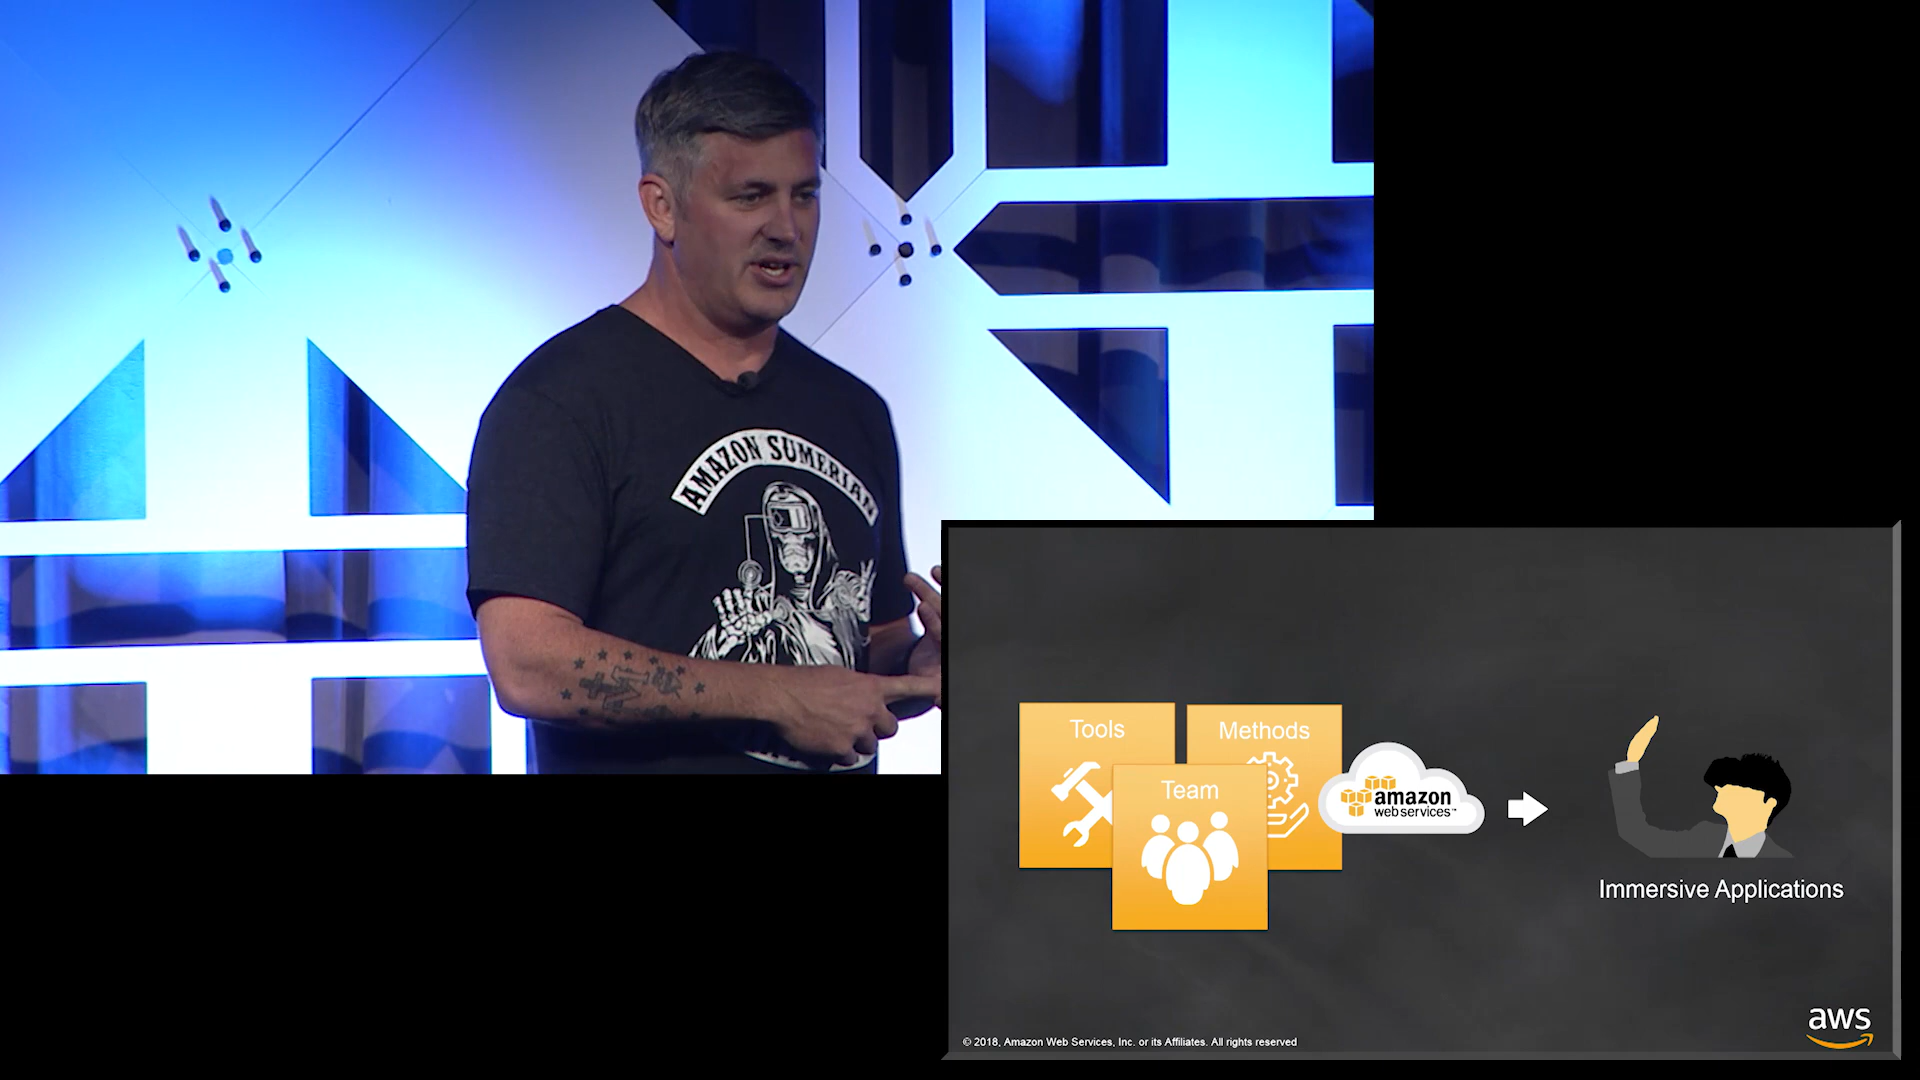 AMAZON SUMERIAN
Tools
Methods
Team
amazon
web services™
Immersive Applications
aws
© 2018, Amazon Web Services, Inc. or its Affiliates. All rights reserved